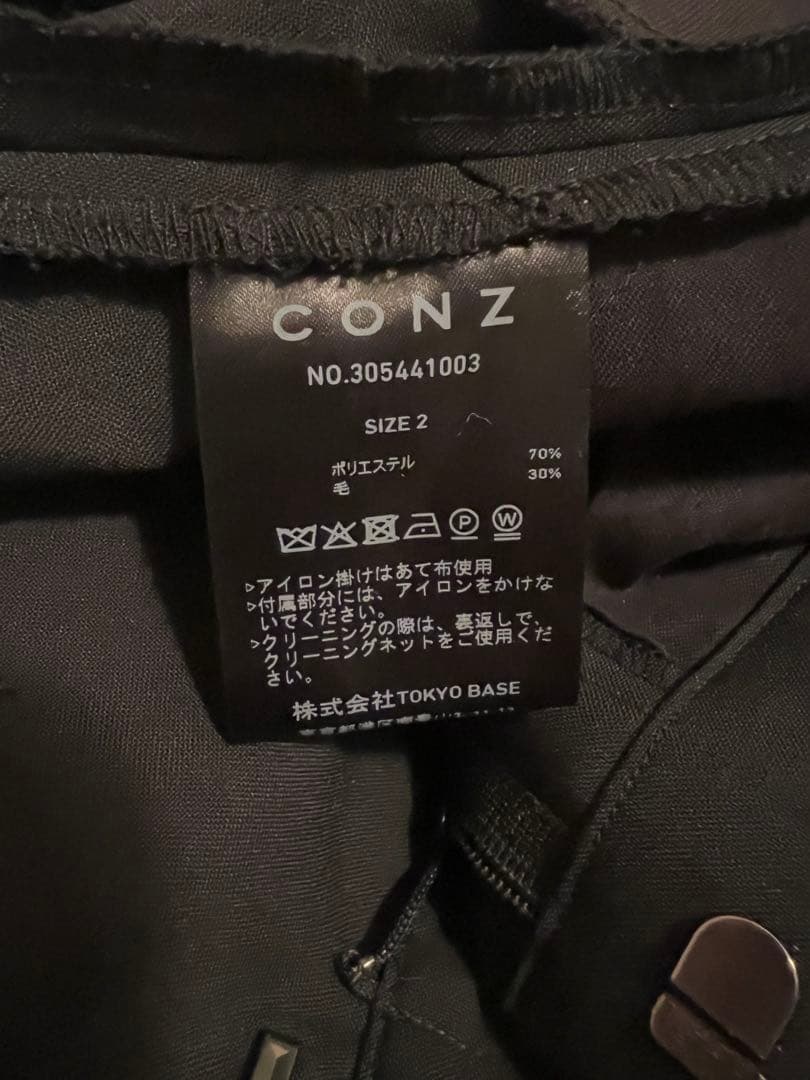 CONZ
NO.305441003
SIZE 2
ポリエステル 70%
毛 30%
P W
▷アイロン掛けはあて布使用
▷付属部分には、アイロンをかけな
いでください。
▷クリーニングの際は、裏返しで、
クリーニングネットをご使用くだ
さい。
株式会社TOKYO BASE